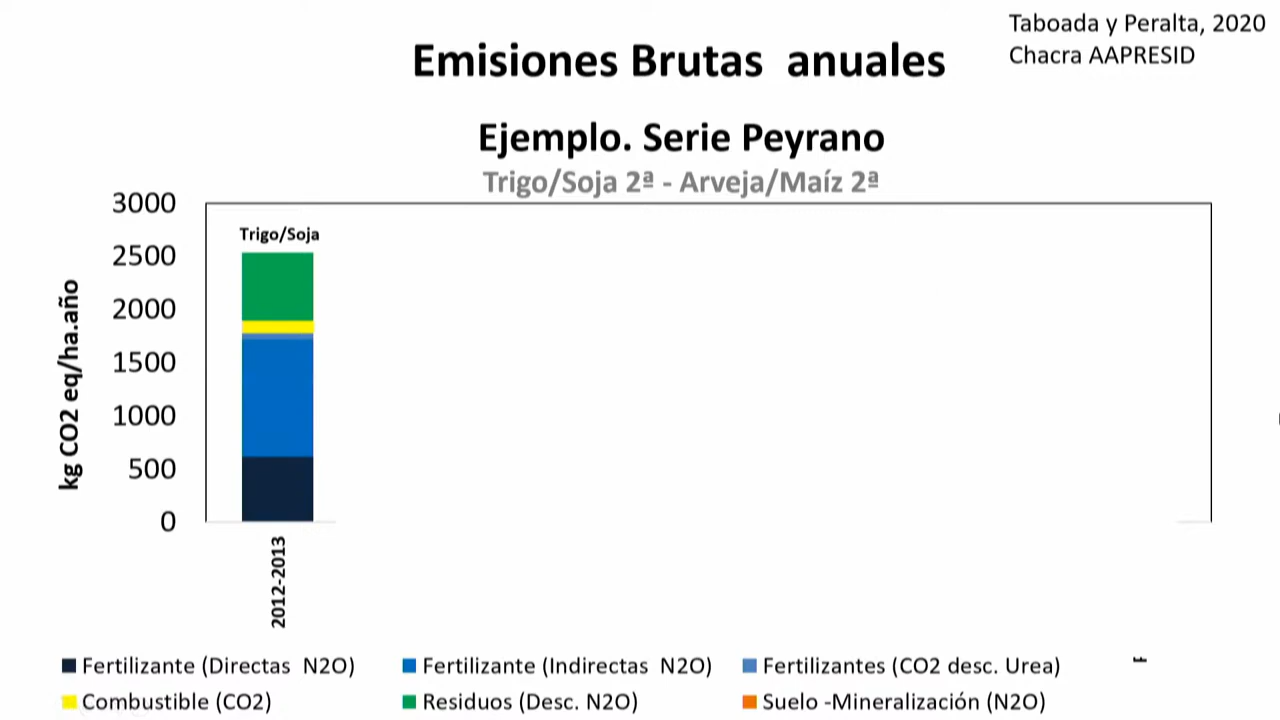 Taboada y Peralta, 2020
Chacra AAPRESID
Emisiones Brutas anuales
Ejemplo. Serie Peyrano
Trigo/Soja 2ª - Arveja/Maíz 2ª
kg CO2 eq/ha.año
3000
2500
2000
1500
1000
500
0
Trigo/Soja
2012-2013
Fertilizante (Directas N2O)
Fertilizante (Indirectas N2O)
Fertilizantes (CO2 desc. Urea)
Combustible (CO2)
Residuos (Desc. N2O)
Suelo -Mineralización (N2O)